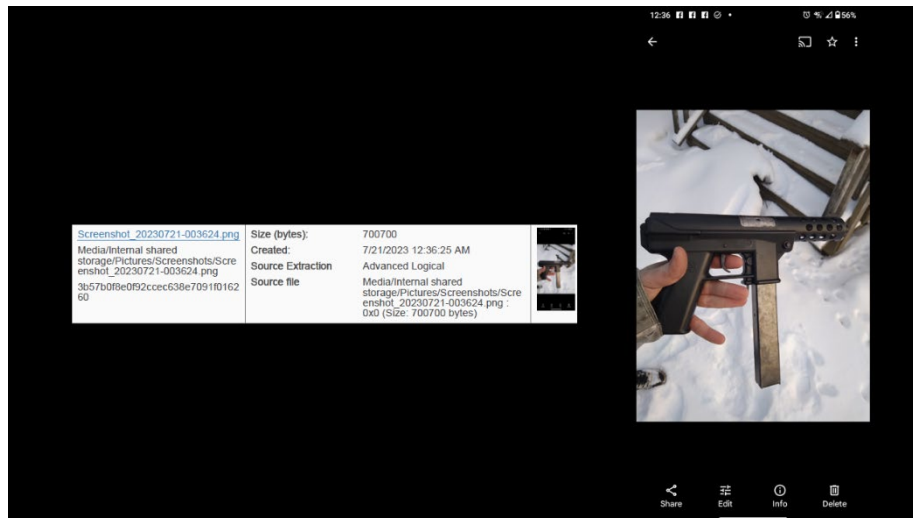 Screenshot_20230721-003624.png
Media/Internal shared
storage/Pictures/Screenshots/Scre
enshot_20230721-003624.png
3b57b0f8e0f92ccec638e7091f0162
60
Size (bytes): 700700
Created: 7/21/2023 12:36:25 AM
Source Extraction Advanced Logical
Source file Media/Internal shared
storage/Pictures/Screenshots/Scre
enshot_20230721-003624.png :
0x0 (Size: 700700 bytes)
12:36 56%
Share Edit Info Delete